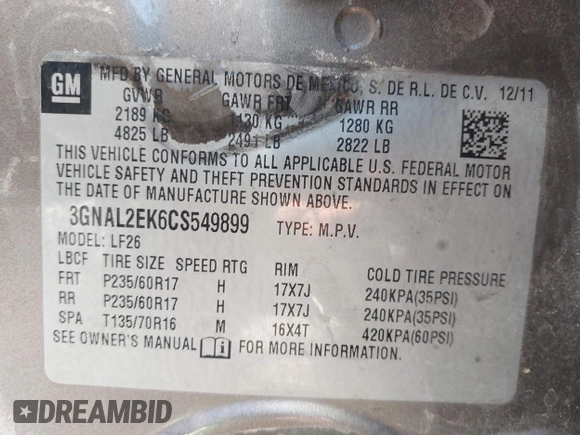 GM
MFD BY GENERAL MOTORS DE MEXICO, S. DE R.L. DE C.V. 12/11
GVWR GAWR FRT GAWR RR
2189 KG 1130 KG 1280 KG
4825 LB 2491 LB 2822 LB
THIS VEHICLE CONFORMS TO ALL APPLICABLE U.S. FEDERAL MOTOR
VEHICLE SAFETY AND THEFT PREVENTION STANDARDS IN EFFECT ON
THE DATE OF MANUFACTURE SHOWN ABOVE.
3GNAL2EK6CS549899 TYPE: M.P.V.
MODEL: LF26
LBCF TIRE SIZE SPEED RTG RIM COLD TIRE PRESSURE
FRT P235/60R17 H 17X7J 240KPA(35PSI)
RR P235/60R17 H 17X7J 240KPA(35PSI)
SPA T135/70R16 M 16X4T 420KPA(60PSI)
SEE OWNER'S MANUAL FOR MORE INFORMATION.
DREAMBID